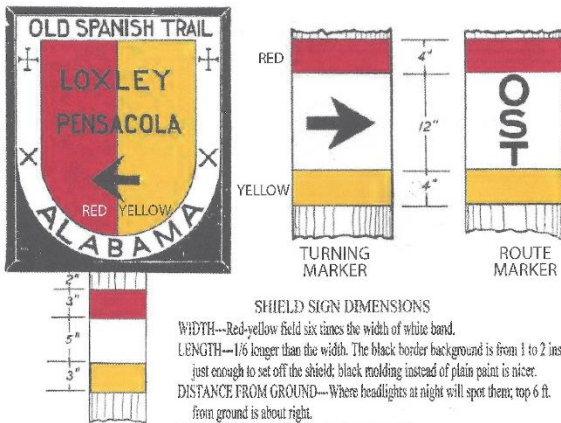 OLD SPANISH TRAIL
LOXLEY
PENSACOLA
RED YELLOW
ALABAMA
2"
3"
5"
3"
RED
YELLOW
4"
12"
4"
TURNING
MARKER
OST
ROUTE
MARKER
SHIELD SIGN DIMENSIONS
WIDTH---Red-yellow field six times the width of white band.
LENGTH---1/6 longer than the width. The black border background is from 1 to 2 ins
just enough to set off the shield; black molding instead of plain paint is nicer.
DISTANCE FROM GROUND---Where headlights at night will spot them; top 6 ft.
from ground is about right.